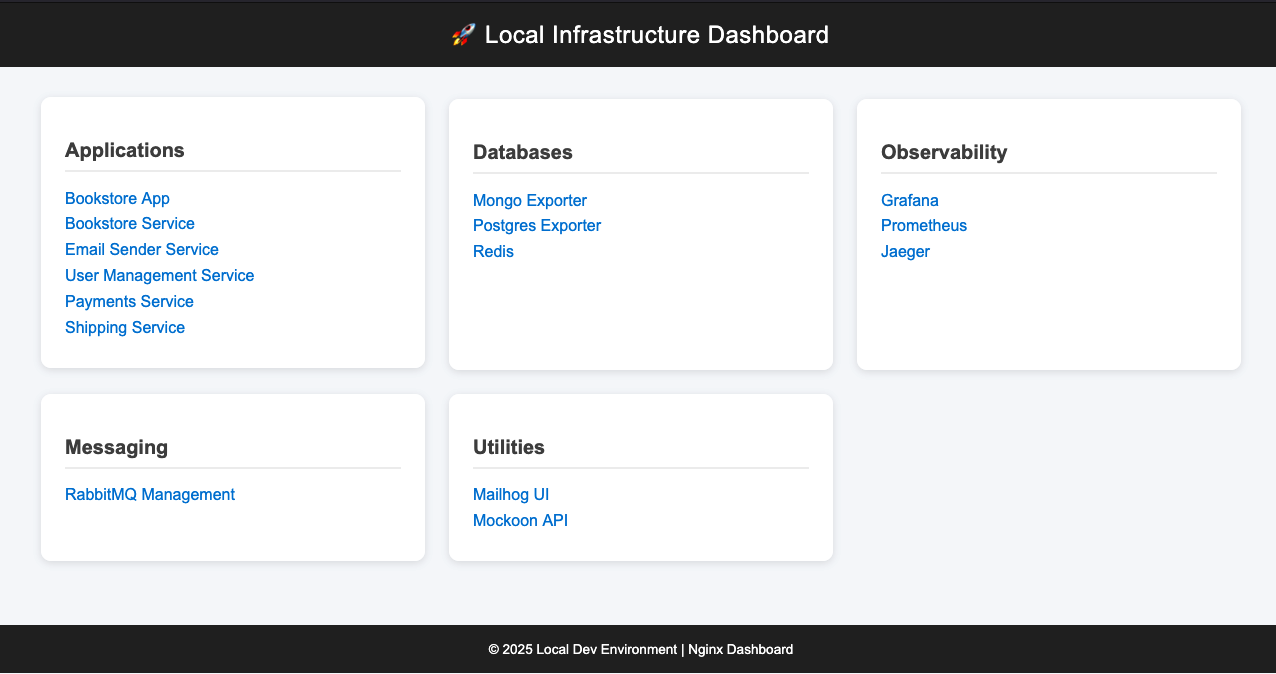 🚀 Local Infrastructure Dashboard
Applications
Bookstore App
Bookstore Service
Email Sender Service
User Management Service
Payments Service
Shipping Service
Databases
Mongo Exporter
Postgres Exporter
Redis
Observability
Grafana
Prometheus
Jaeger
Messaging
RabbitMQ Management
Utilities
Mailhog UI
Mockoon API
© 2025 Local Dev Environment | Nginx Dashboard